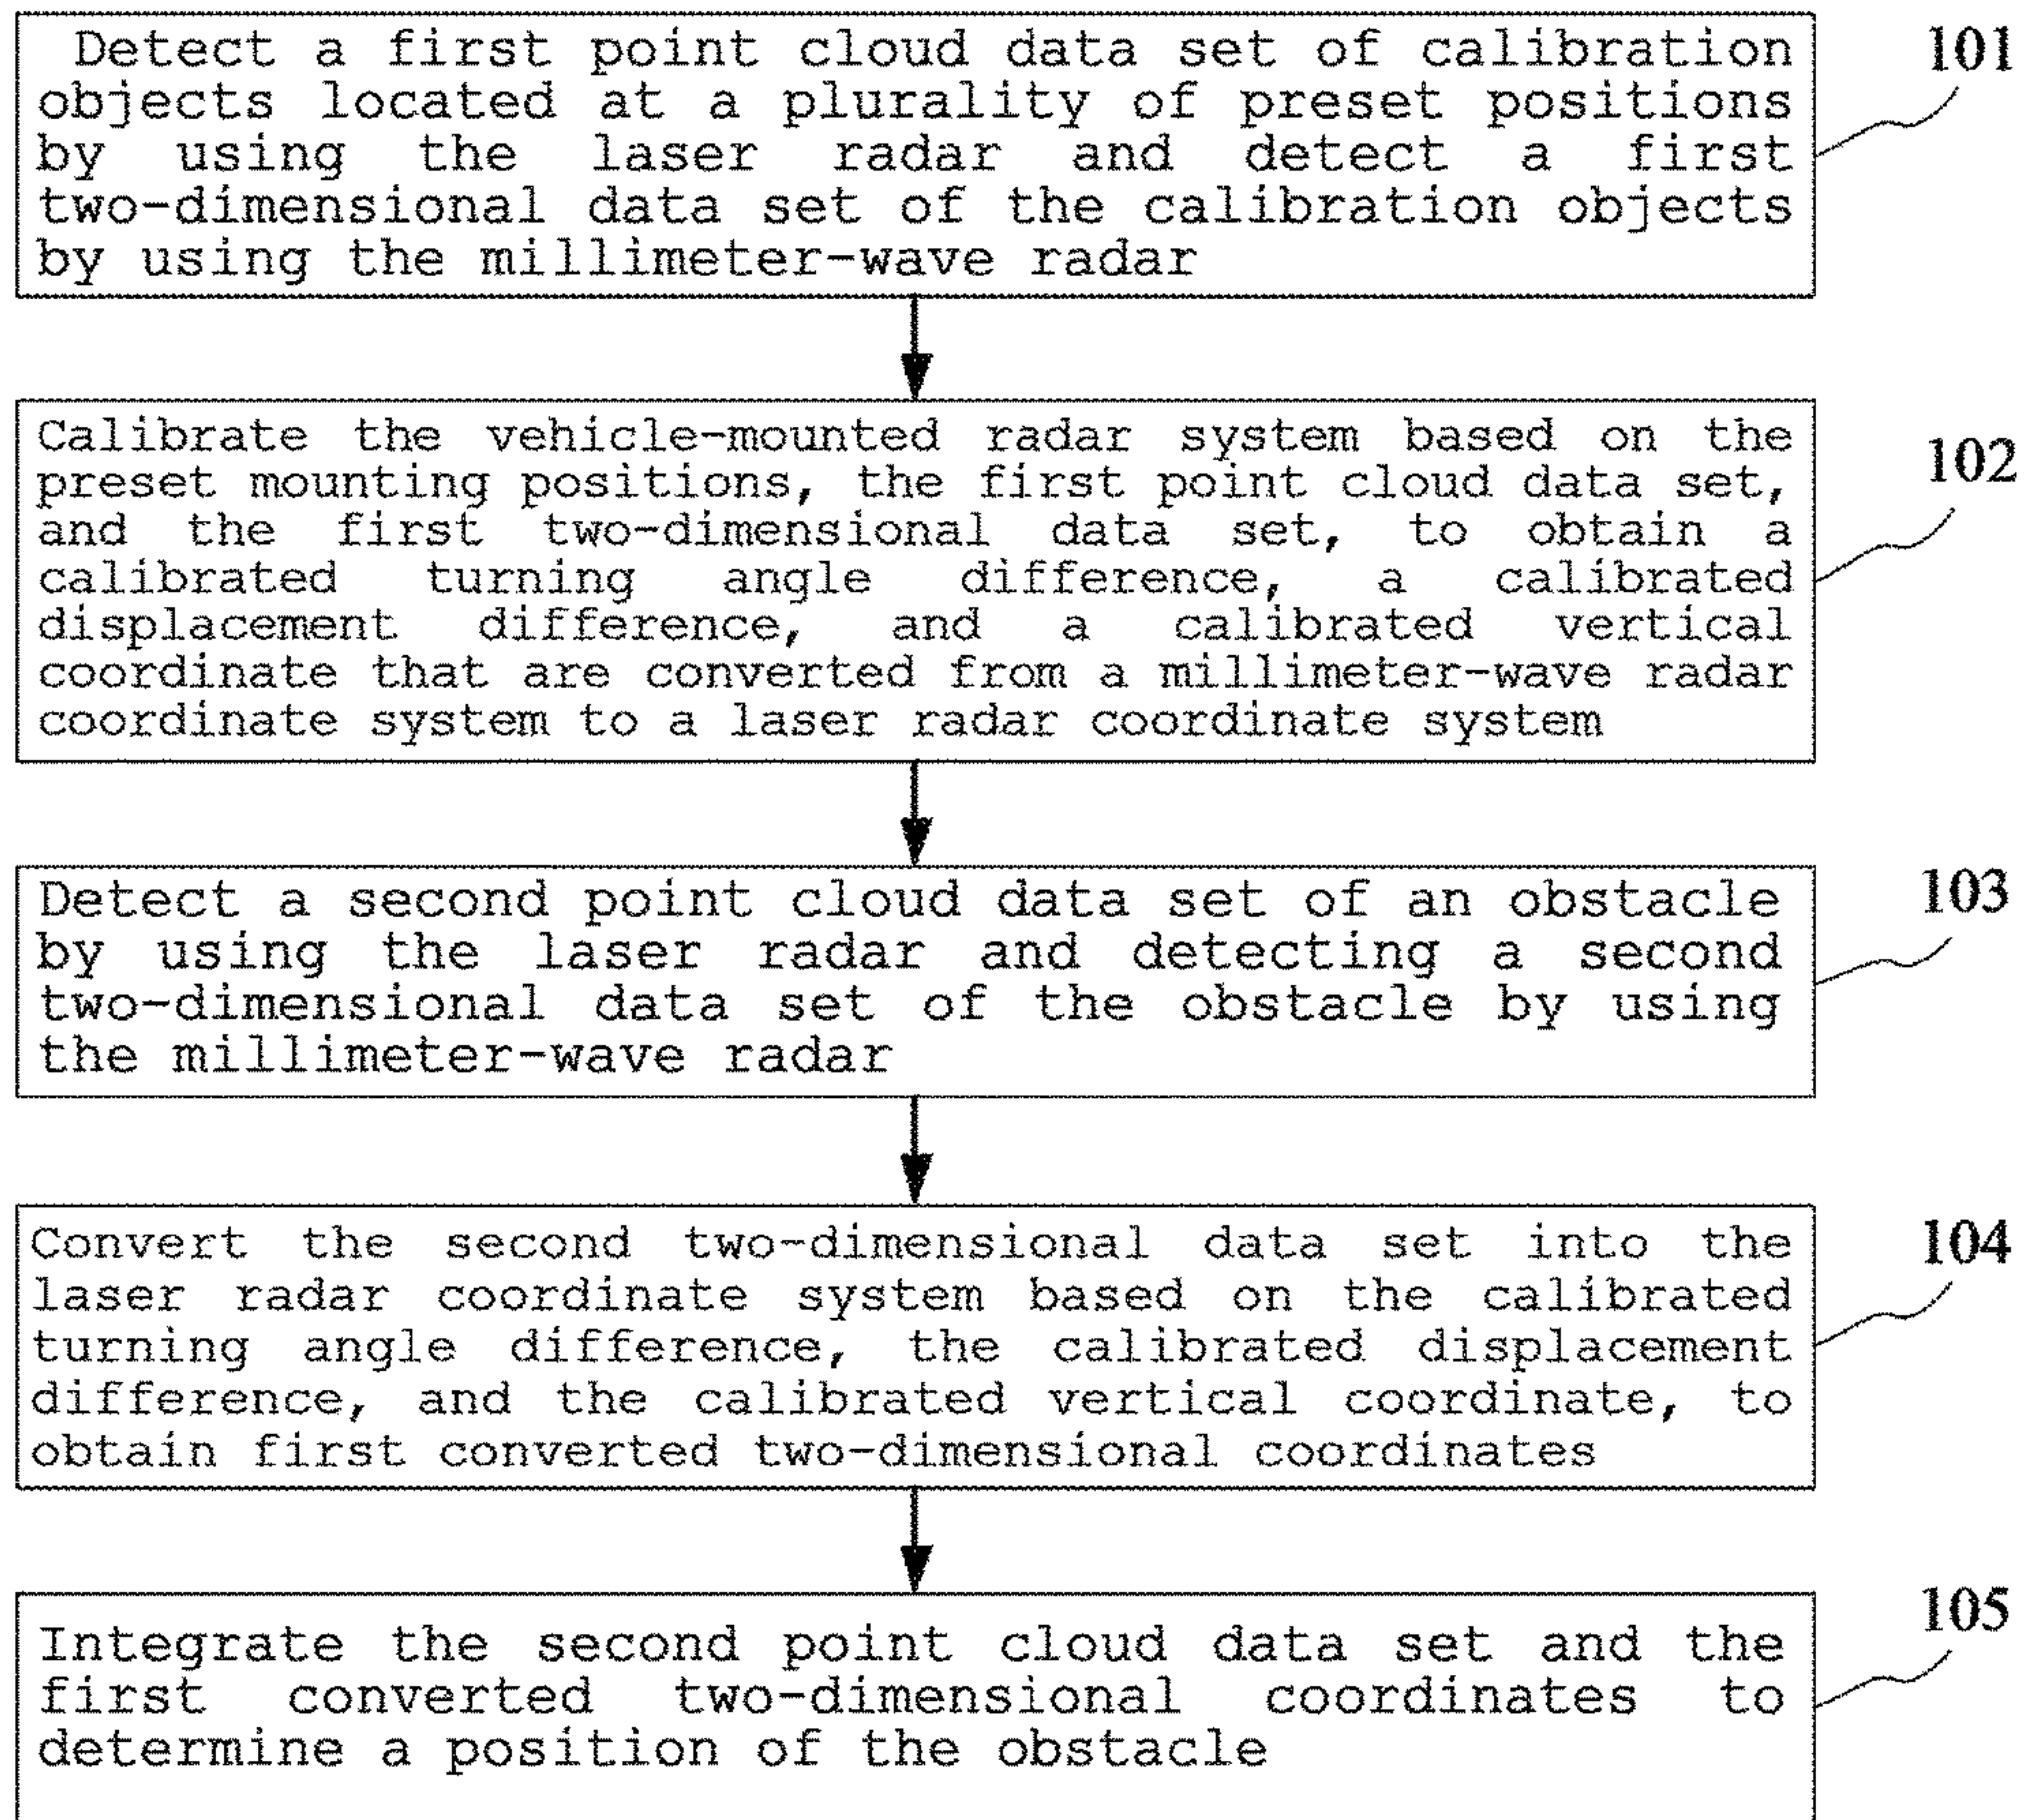 Detect a first point cloud data set of calibration
objects located at a plurality of preset positions
by using the laser radar and detect a first
two-dimensional data set of the calibration objects
by using the millimeter-wave radar
101
Calibrate the vehicle-mounted radar system based on the
preset mounting positions, the first point cloud data set,
and the first two-dimensional data set, to obtain a
calibrated turning angle difference, a calibrated
displacement difference, and a calibrated vertical
coordinate that are converted from a millimeter-wave radar
coordinate system to a laser radar coordinate system
102
Detect a second point cloud data set of an obstacle
by using the laser radar and detecting a second
two-dimensional data set of the obstacle by using
the millimeter-wave radar
103
Convert the second two-dimensional data set into the
laser radar coordinate system based on the calibrated
turning angle difference, the calibrated displacement
difference, and the calibrated vertical coordinate, to
obtain first converted two-dimensional coordinates
104
Integrate the second point cloud data set and the
first converted two-dimensional coordinates to
determine a position of the obstacle
105